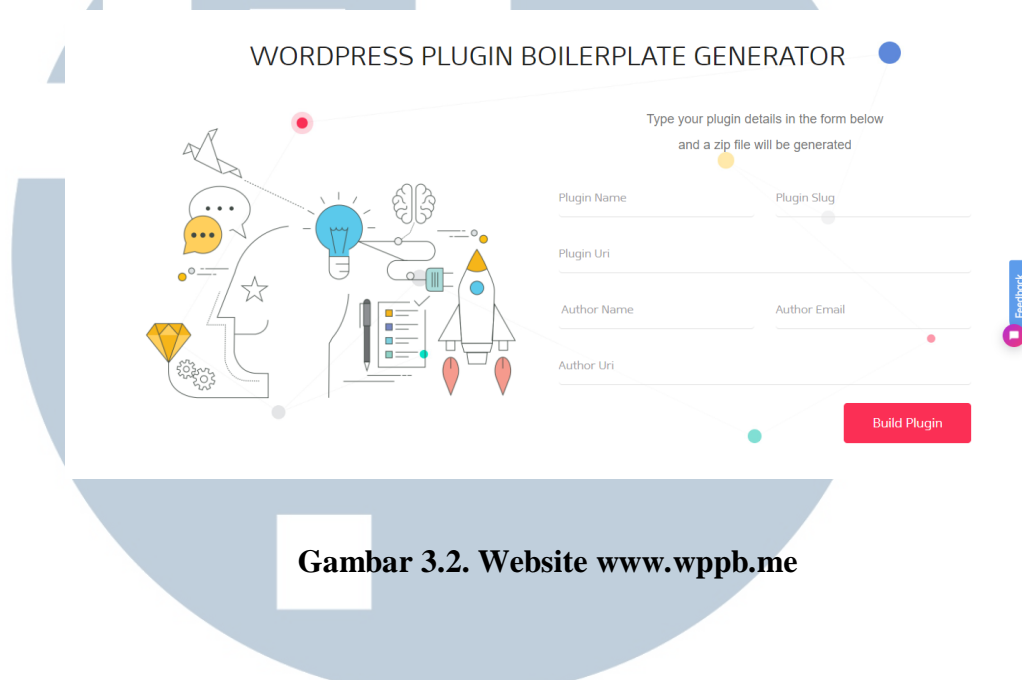 WORDPRESS PLUGIN BOILERPLATE GENERATOR
Type your plugin details in the form below
and a zip file will be generated
Plugin Name
Plugin Slug
Plugin Uri
Author Name
Author Email
Author Uri
Build Plugin
Feedback
Gambar 3.2. Website www.wppb.me